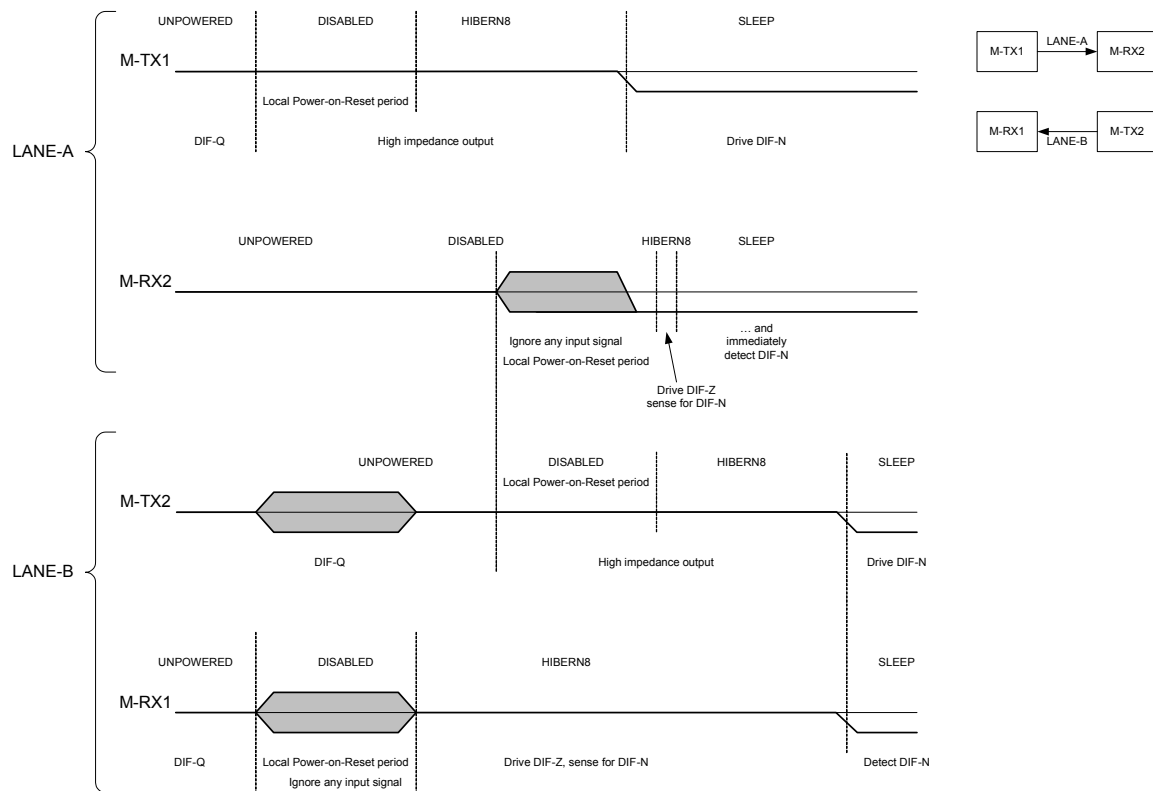 UNPOWERED DISABLED HIBERN8 SLEEP
M-TX1
Local Power-on-Reset period
DIF-Q High impedance output Drive DIF-N
LANE-A
M-TX1 LANE-A M-RX2
M-RX1 LANE-B M-TX2
UNPOWERED DISABLED HIBERN8 SLEEP
M-RX2
Ignore any input signal
Local Power-on-Reset period
... and
immediately
detect DIF-N
Drive DIF-Z
sense for DIF-N
UNPOWERED DISABLED HIBERN8 SLEEP
Local Power-on-Reset period
M-TX2
DIF-Q High impedance output Drive DIF-N
LANE-B
UNPOWERED DISABLED HIBERN8 SLEEP
M-RX1
DIF-Q Local Power-on-Reset period Drive DIF-Z, sense for DIF-N Detect DIF-N
Ignore any input signal